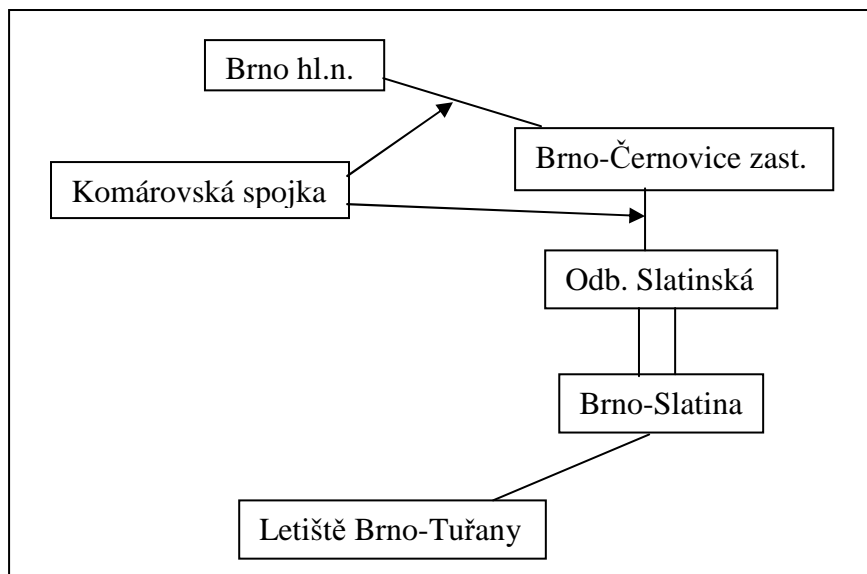 Brno hl.n.
Brno-Černovice zast.
Komárovská spojka
Odb. Slatinská
Brno-Slatina
Letiště Brno-Tuřany